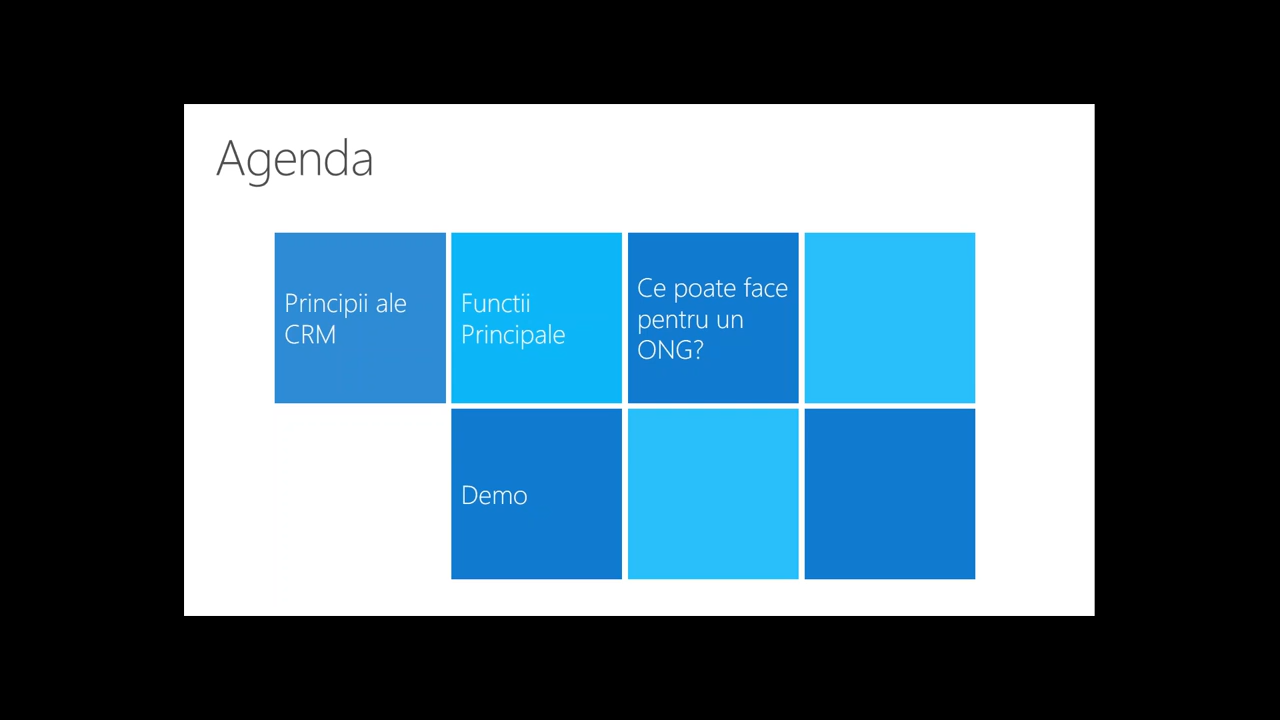 Agenda
Principii ale
CRM
Functii
Principale
Ce poate face
pentru un
ONG?
Demo